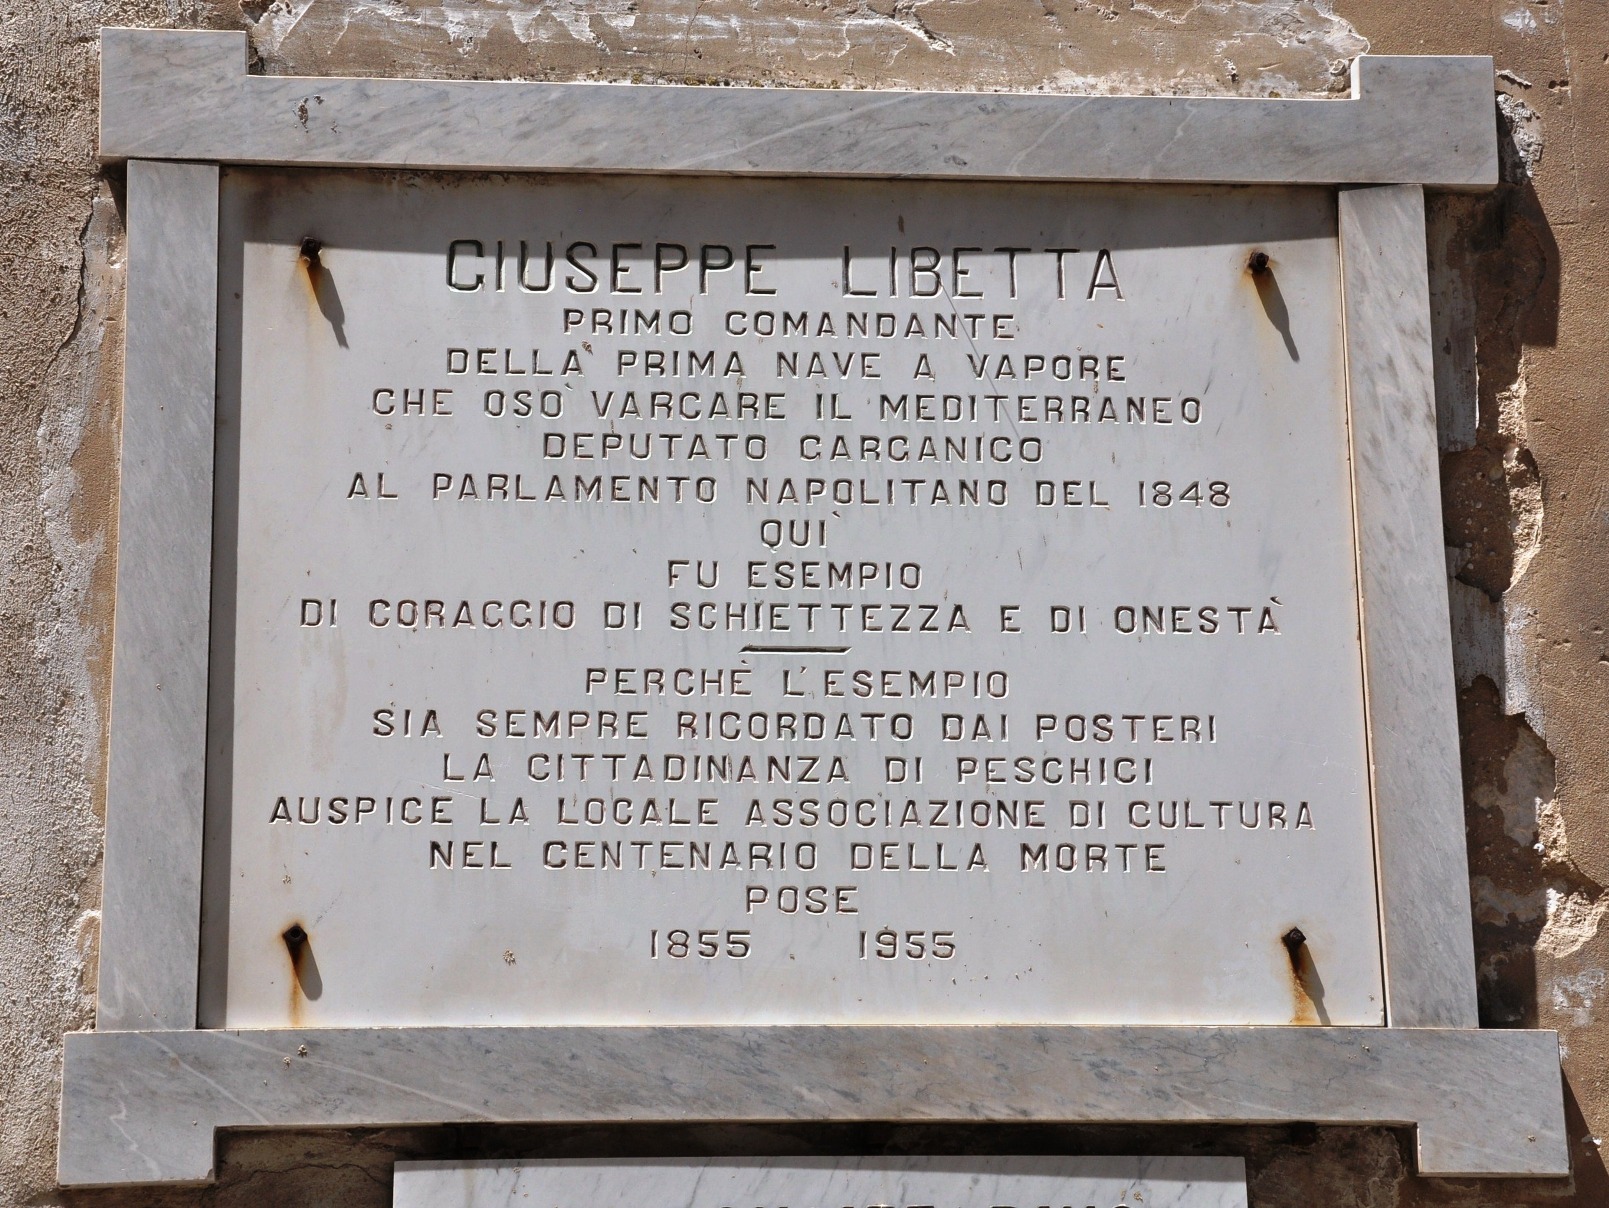 GIUSEPPE LIBETTA
PRIMO COMANDANTE
DELLA PRIMA NAVE A VAPORE
CHE OSÒ VARCARE IL MEDITERRANEO
DEPUTATO GARGANICO
AL PARLAMENTO NAPOLITANO DEL 1848
QUÌ
FU ESEMPIO
DI CORAGGIO DI SCHIETTEZZA E DI ONESTÀ
PERCHÈ L'ESEMPIO
SIA SEMPRE RICORDATO DAI POSTERI
LA CITTADINANZA DI PESCHICI
AUSPICE LA LOCALE ASSOCIAZIONE DI CULTURA
NEL CENTENARIO DELLA MORTE
POSE
1855 1955